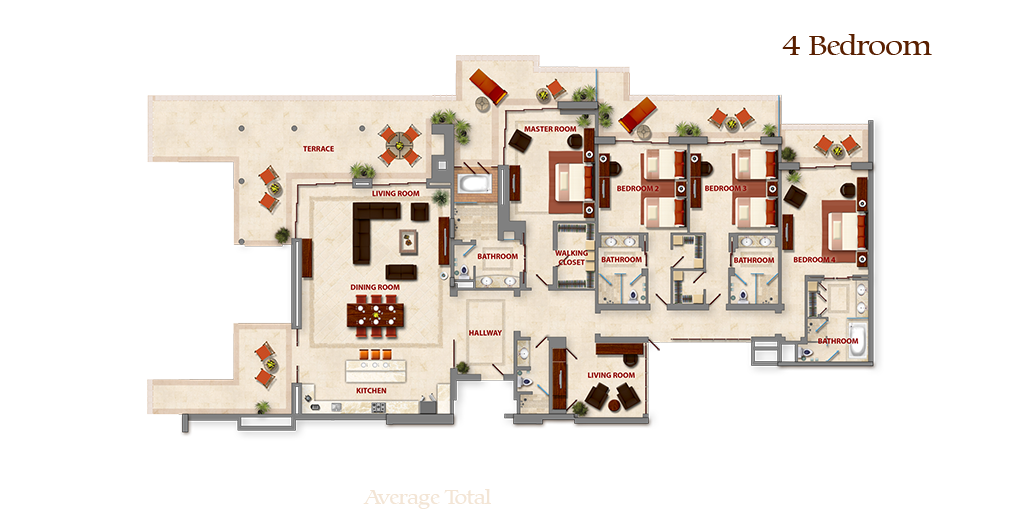 4 Bedroom
MASTER ROOM
TERRACE
BEDROOM 2
BEDROOM 3
LIVING ROOM
WALKING
CLOSET
BATHROOM
BATHROOM
BATHROOM
BEDROOM 4
DINING ROOM
HALLWAY
BATHROOM
LIVING ROOM
KITCHEN
Average Total